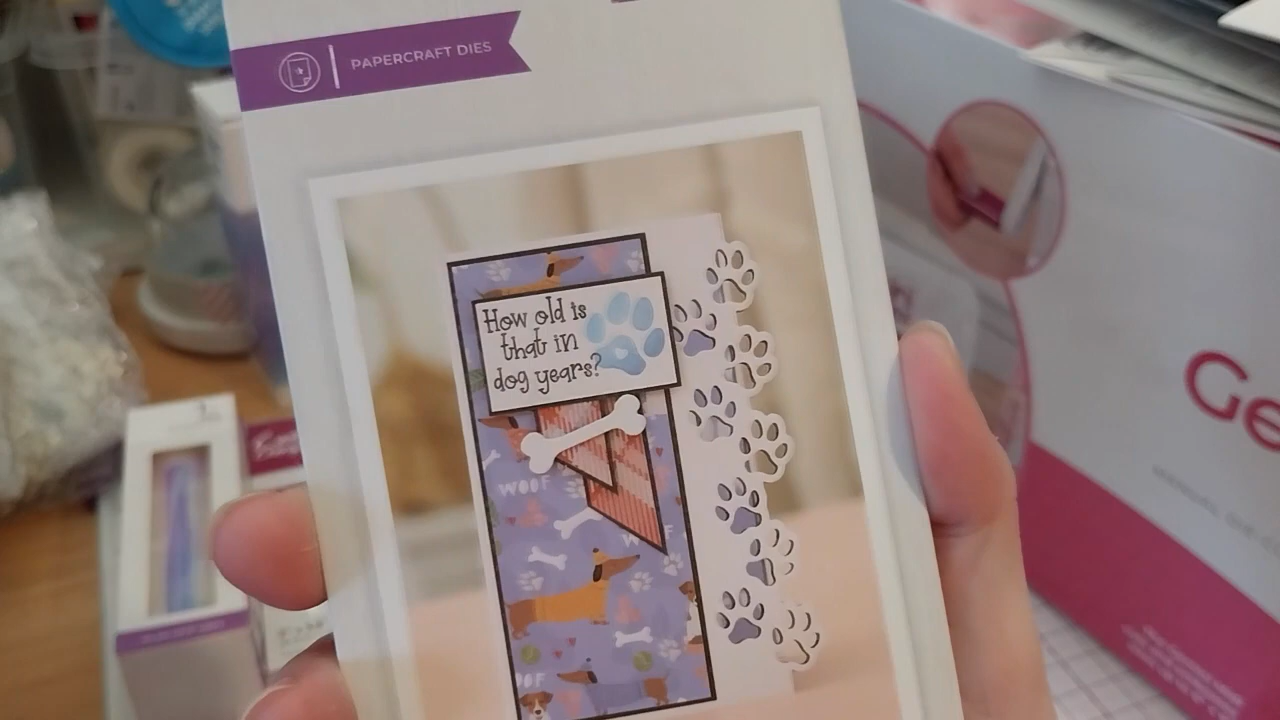 PAPERCRAFT DIES
How old is
that in
dog years?
WOOF
Ge